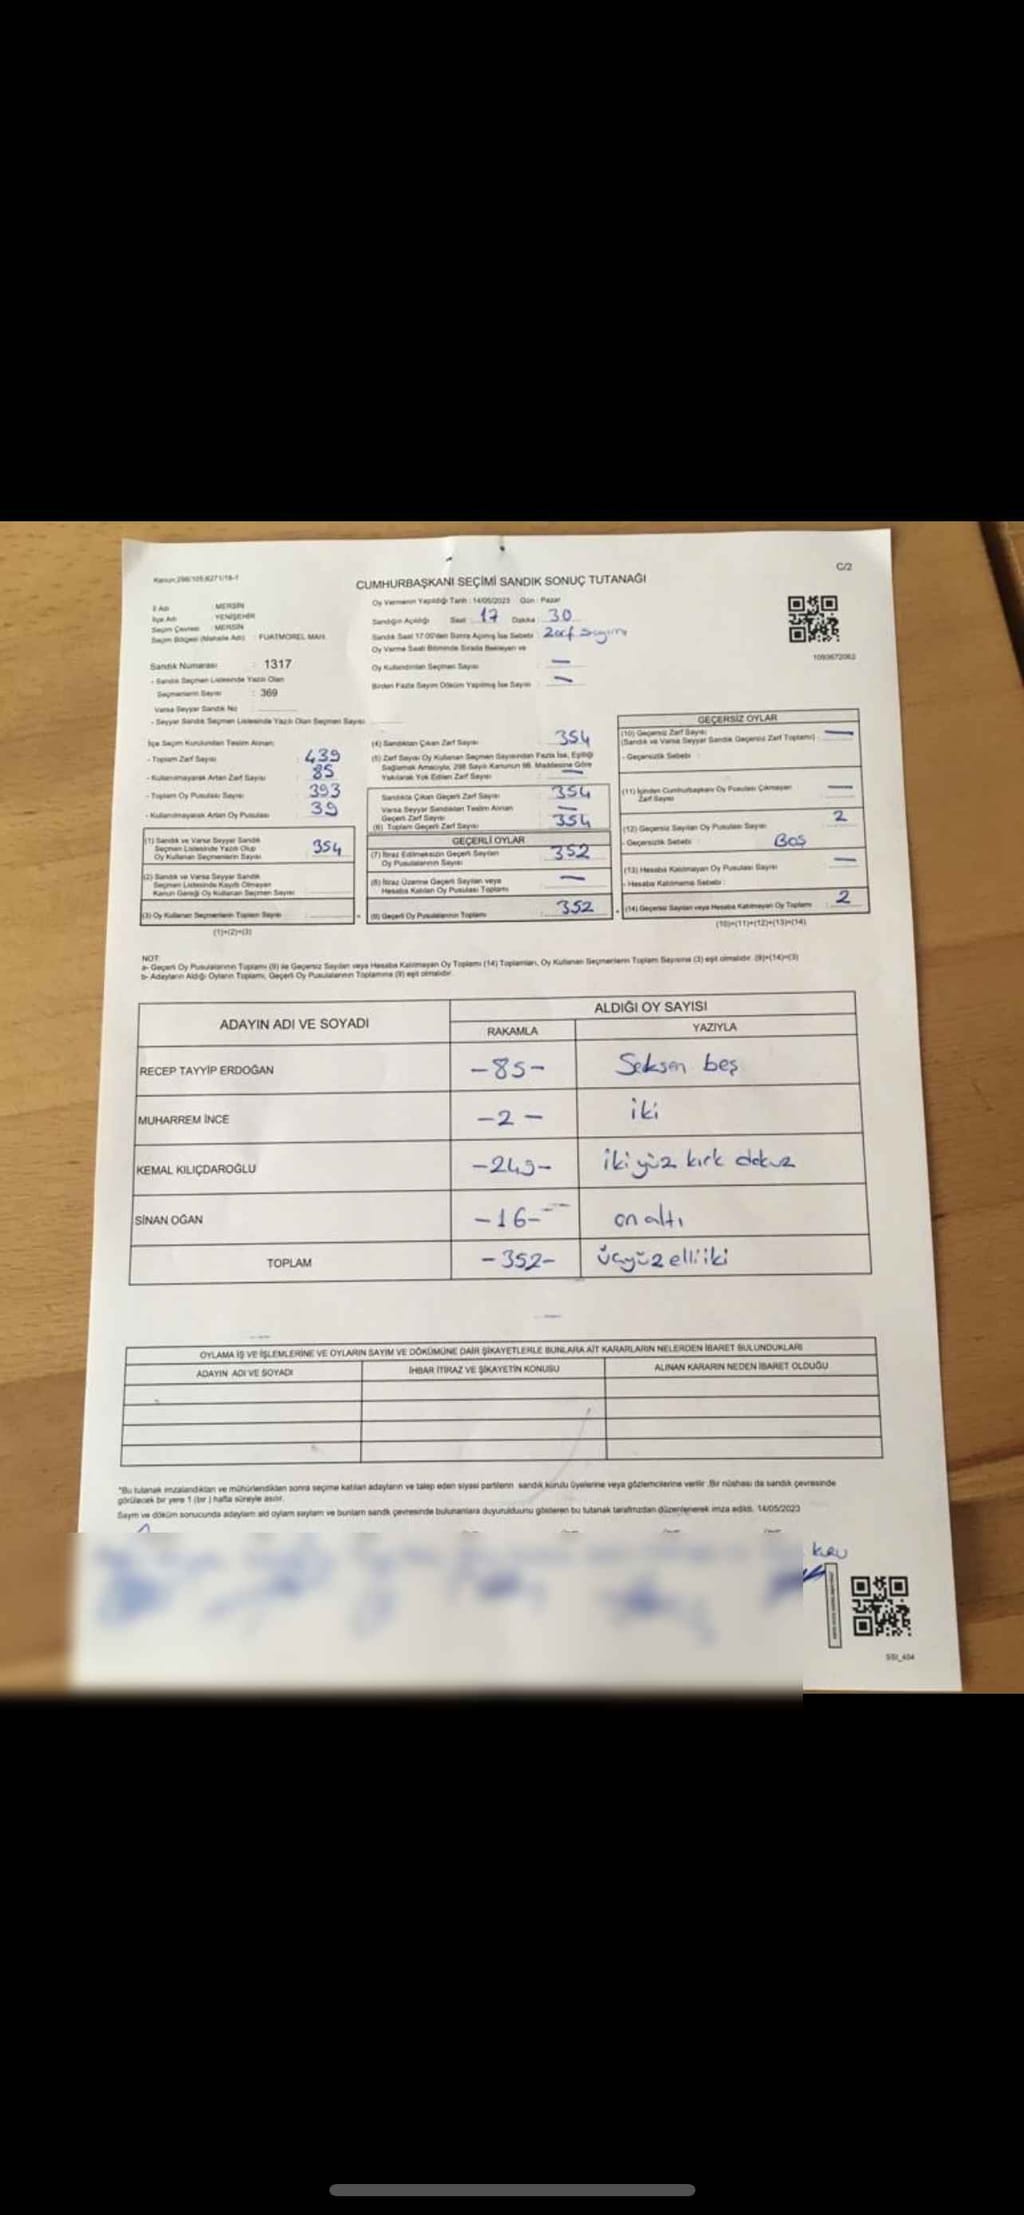 Kanun:298/105,6271/18-1
C/2
CUMHURBAŞKANI SEÇİMİ SANDIK SONUÇ TUTANAĞI
İl Adı : MERSİN
İlçe Adı : YENİŞEHİR
Seçim Çevresi : MERSİN
Seçim Bölgesi (Mahalle Adı) : FUATMOREL MAH.
Sandık Numarası : 1317
- Sandık Seçmen Listesinde Yazılı Olan
Seçmenlerin Sayısı : 369
Varsa Seyyar Sandık No :
- Seyyar Sandık Seçmen Listesinde Yazılı Olan Seçmen Sayısı
Oy Vermenin Yapıldığı Tarih : 14/05/2023 Gün : Pazar
Sandığın Açıldığı Saat : 17 Dakika : 30
Sandık Saat 17.00'den Sonra Açılmış İse Sebebi : Zarf Sayımı
Oy Verme Saati Bitiminde Sırada Bekleyen ve
Oy Kullandırılan Seçmen Sayısı : —
Birden Fazla Sayım Döküm Yapılmış İse Sayısı : —
1093672062
İlçe Seçim Kurulundan Teslim Alınan;
- Toplam Zarf Sayısı : 439
- Kullanılmayarak Artan Zarf Sayısı : 85
- Toplam Oy Pusulası Sayısı : 393
- Kullanılmayarak Artan Oy Pusulası : 39
(1) Sandık ve Varsa Seyyar Sandık
Seçmen Listesinde Yazılı Olup
Oy Kullanan Seçmenlerin Sayısı : 354
(2) Sandık ve Varsa Seyyar Sandık
Seçmen Listesinde Kayıtlı Olmayan
Kanun Gereği Oy Kullanan Seçmen Sayısı
(3) Oy Kullanan Seçmenlerin Toplam Sayısı
(1)+(2)=(3)
(4) Sandıktan Çıkan Zarf Sayısı : 354
(5) Zarf Sayısı Oy Kullanan Seçmen Sayısından Fazla İse, Eşitliği
Sağlamak Amacıyla, 298 Sayılı Kanunun 98. Maddesine Göre
Yakılarak Yok Edilen Zarf Sayısı : —
Sandıkta Çıkan Geçerli Zarf Sayısı : 354
Varsa Seyyar Sandıktan Teslim Alınan
Geçerli Zarf Sayısı : —
(6) Toplam Geçerli Zarf Sayısı : 354
GEÇERLİ OYLAR
(7) İtiraz Edilmeksizin Geçerli Sayılan
Oy Pusulalarının Sayısı : 352
(8) İtiraz Üzerine Geçerli Sayılan veya
Hesaba Katılan Oy Pusulası Toplamı : —
(9) Geçerli Oy Pusulalarının Toplamı : 352
GEÇERSİZ OYLAR
(10) Geçersiz Zarf Sayısı
(Sandık ve Varsa Seyyar Sandık Geçersiz Zarf Toplamı) : —
- Geçersizlik Sebebi :
(11) İçinden Cumhurbaşkanı Oy Pusulası Çıkmayan
Zarf Sayısı : —
(12) Geçersiz Sayılan Oy Pusulası Sayısı : 2
- Geçersizlik Sebebi : Boş
(13) Hesaba Katılmayan Oy Pusulası Sayısı : —
- Hesaba Katılmama Sebebi :
(14) Geçersiz Sayılan veya Hesaba Katılmayan Oy Toplamı : 2
(10)+(11)+(12)+(13)=(14)
NOT:
a- Geçerli Oy Pusulalarının Toplamı (9) ile Geçersiz Sayılan veya Hesaba Katılmayan Oy Toplamı (14) Toplamları, Oy Kullanan Seçmenlerin Toplam Sayısına (3) eşit olmalıdır. (9)+(14)=(3)
b- Adayların Aldığı Oyların Toplamı, Geçerli Oy Pusulalarının Toplamına (9) eşit olmalıdır.
ADAYIN ADI VE SOYADI
ALDIĞI OY SAYISI
RAKAMLA YAZIYLA
RECEP TAYYİP ERDOĞAN -85- Seksen beş
MUHARREM İNCE -2- iki
KEMAL KILIÇDAROĞLU -249- iki yüz kırk dokuz
SİNAN OĞAN -16- on altı
TOPLAM -352- üçyüz elli iki
OYLAMA İŞ VE İŞLEMLERİNE VE OYLARIN SAYIM VE DÖKÜMÜNE DAİR ŞİKAYETLERLE BUNLARA AİT KARARLARIN NELERDEN İBARET BULUNDUKLARI
ADAYIN ADI VE SOYADI İHBAR İTİRAZ VE ŞİKAYETİN KONUSU ALINAN KARARIN NEDEN İBARET OLDUĞU
"Bu tutanak imzalandıktan ve mühürlendikten sonra seçime katılan adayların ve talep eden siyasi partilerin sandık kurulu üyelerine veya gözlemcilerine verilir. Bir nüshası da sandık çevresinde
görülecek bir yere 1 (bir) hafta süreyle asılır.
Sayım ve döküm sonucunda adayların aldığı oyların sayısını ve bunların sandık çevresinde bulunanlara duyurulduğunu gösteren bu tutanak tarafımızdan düzenlenerek imza edildi. 14/05/2023
SSI_404